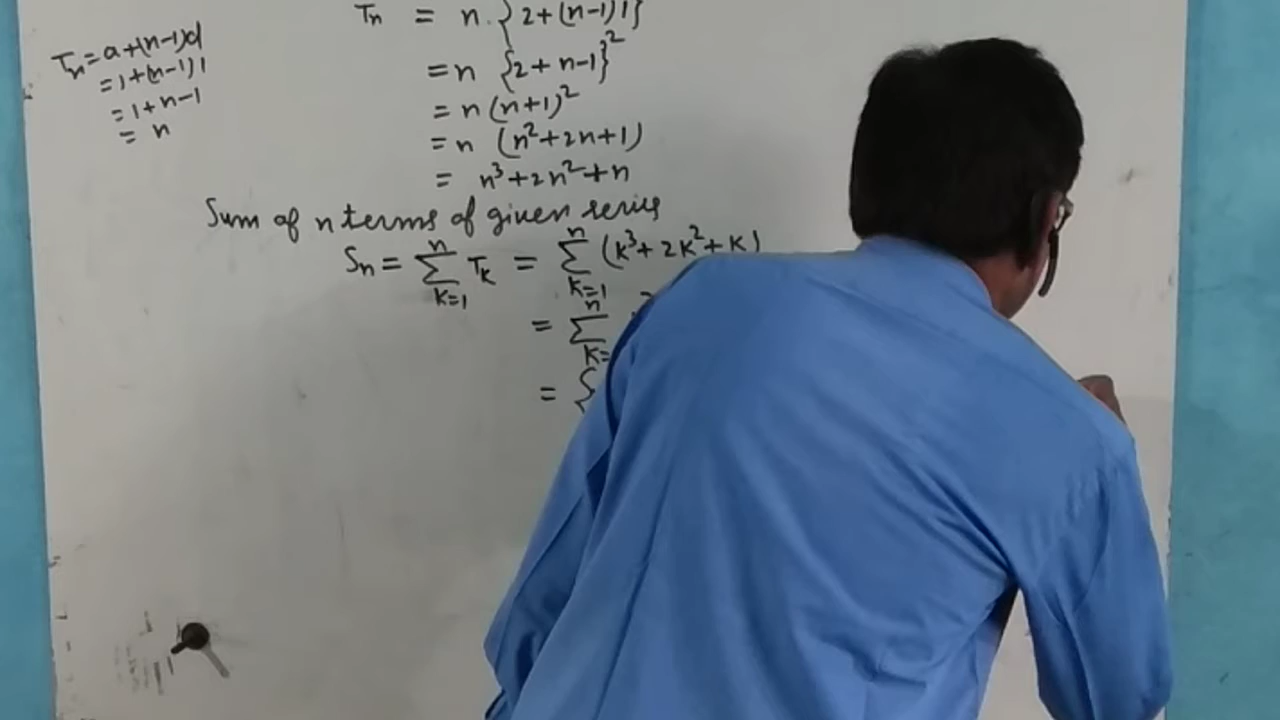 Tn = n {2+(n-1)1}
Tn = a+(n-1)d
= 1+(n-1)1
= 1+n-1
= n
= n {2+n-1}²
= n (n+1)²
= n (n²+2n+1)
= n³+2n²+n
Sum of n terms of given series
Sn = Σ k=1 n Tk = Σ k=1 n (k³+2k²+k)
= Σ n k=
= {